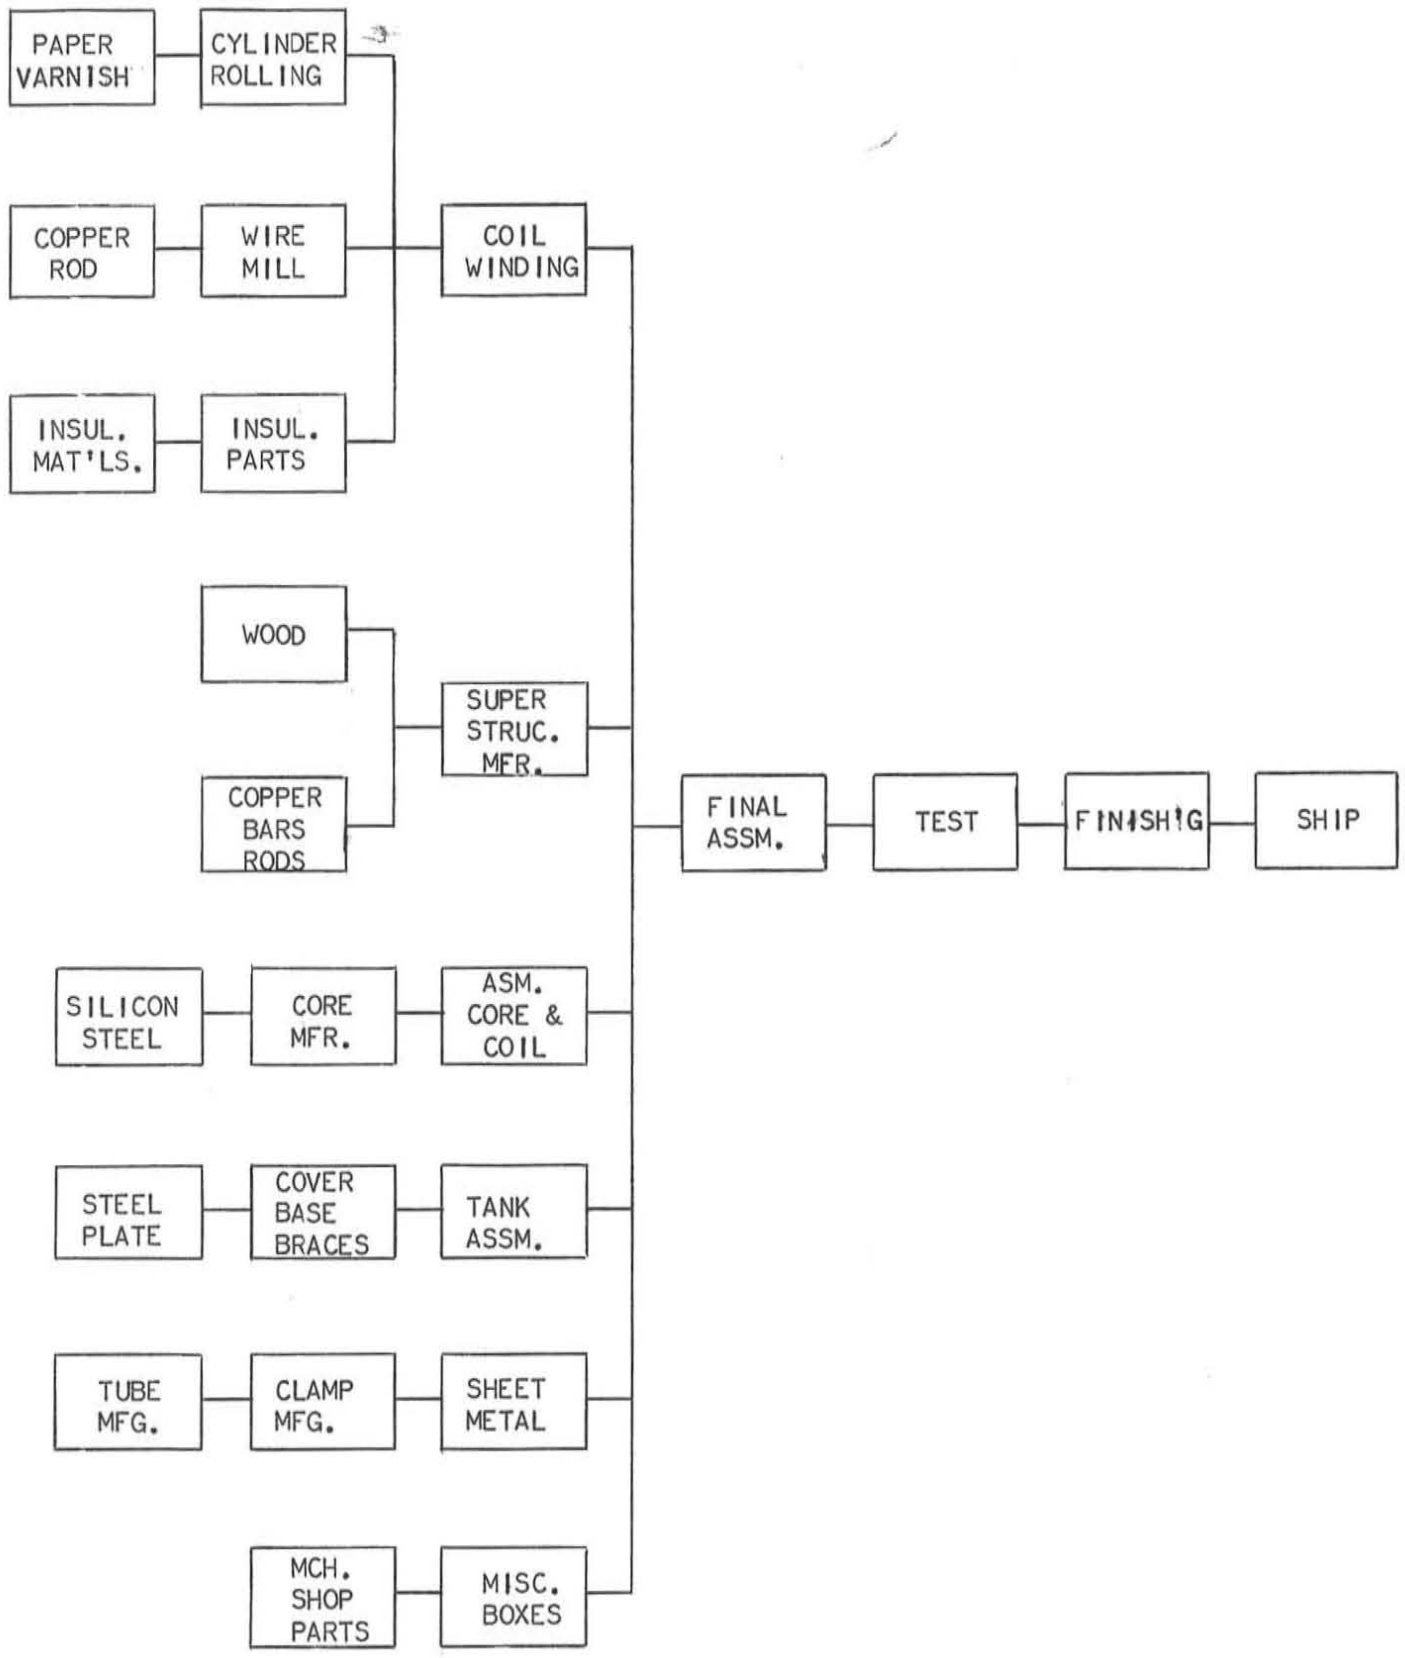 PAPER
VARNISH
CYLINDER
ROLLING
COPPER
ROD
WIRE
MILL
COIL
WINDING
INSUL.
MAT'LS.
INSUL.
PARTS
WOOD
SUPER
STRUC.
MFR.
COPPER
BARS
RODS
FINAL
ASSM.
TEST
FINISH'G
SHIP
SILICON
STEEL
CORE
MFR.
ASM.
CORE &
COIL
STEEL
PLATE
COVER
BASE
BRACES
TANK
ASSM.
TUBE
MFG.
CLAMP
MFG.
SHEET
METAL
MCH.
SHOP
PARTS
MISC.
BOXES